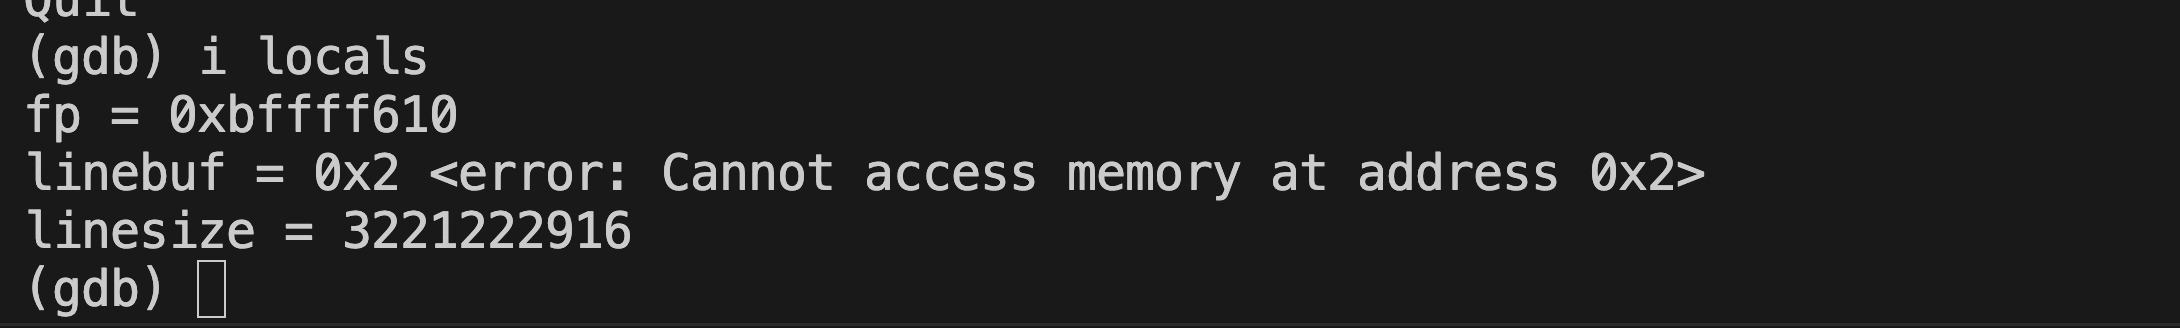 Quit
(gdb) i locals
fp = 0xbffff610
linebuf = 0x2 <error: Cannot access memory at address 0x2>
linesize = 3221222916
(gdb)